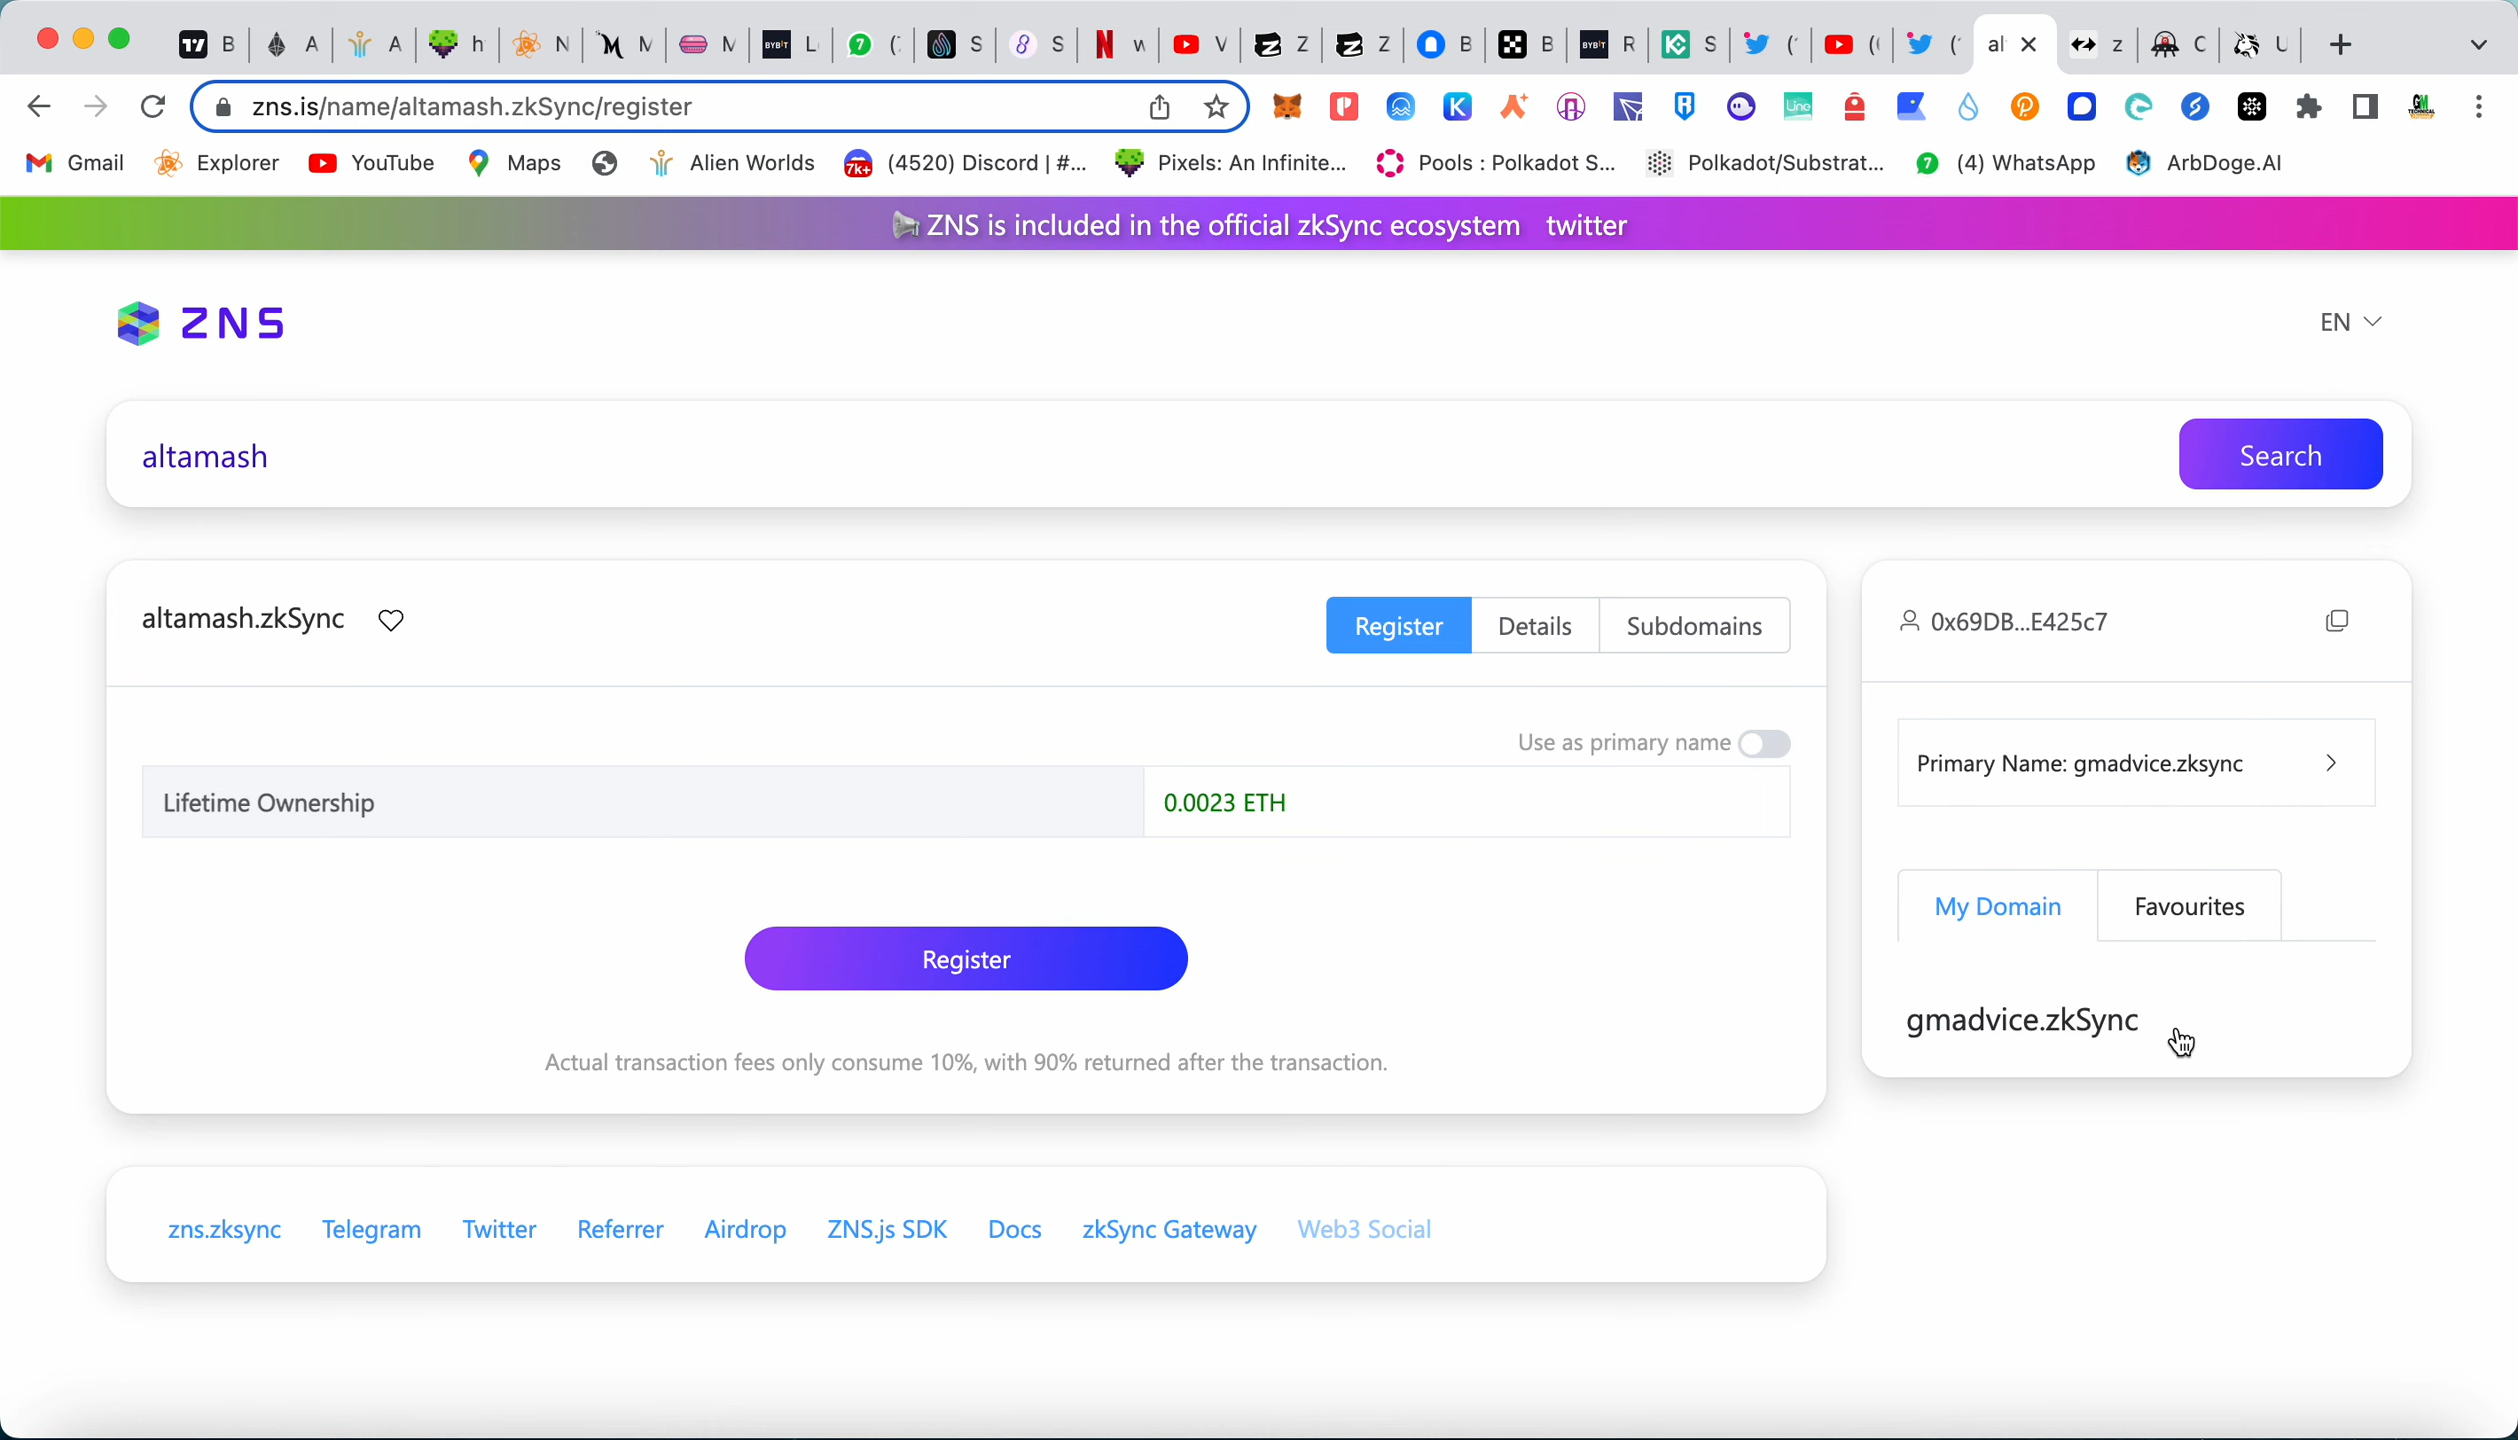 B A A h N M M L S S W V Z Z B B R S al z C U
zns.is/name/altamash.zkSync/register
Gmail Explorer YouTube Maps Alien Worlds (4520) Discord | #... Pixels: An Infinite... Pools : Polkadot S... Polkadot/Substrat... (4) WhatsApp ArbDoge.AI
ZNS is included in the official zkSync ecosystem twitter
ZNS
EN
altamash
Search
altamash.zkSync
Register Details Subdomains
0x69DB...E425c7
Use as primary name
Primary Name: gmadvice.zksync
Lifetime Ownership 0.0023 ETH
My Domain Favourites
Register
gmadvice.zkSync
Actual transaction fees only consume 10%, with 90% returned after the transaction.
zns.zksync Telegram Twitter Referrer Airdrop ZNS.js SDK Docs zkSync Gateway Web3 Social